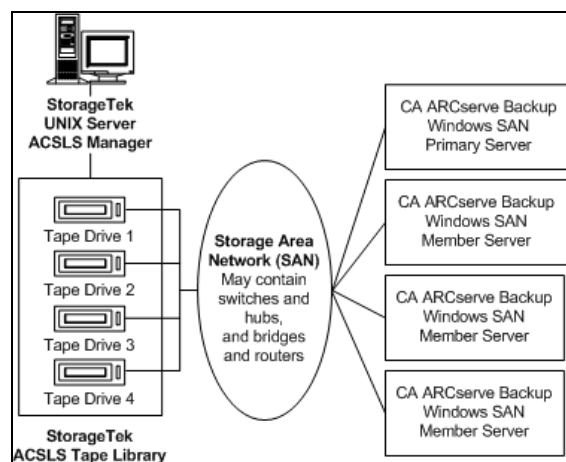 StorageTek
UNIX Server
ACSLS Manager
Tape Drive 1
Tape Drive 2
Tape Drive 3
Tape Drive 4
StorageTek
ACSLS Tape Library
Storage Area
Network (SAN)
May contain
switches and
hubs,
and bridges
and routers
CA ARCserve Backup
Windows SAN
Primary Server
CA ARCserve Backup
Windows SAN
Member Server
CA ARCserve Backup
Windows SAN
Member Server
CA ARCserve Backup
Windows SAN
Member Server